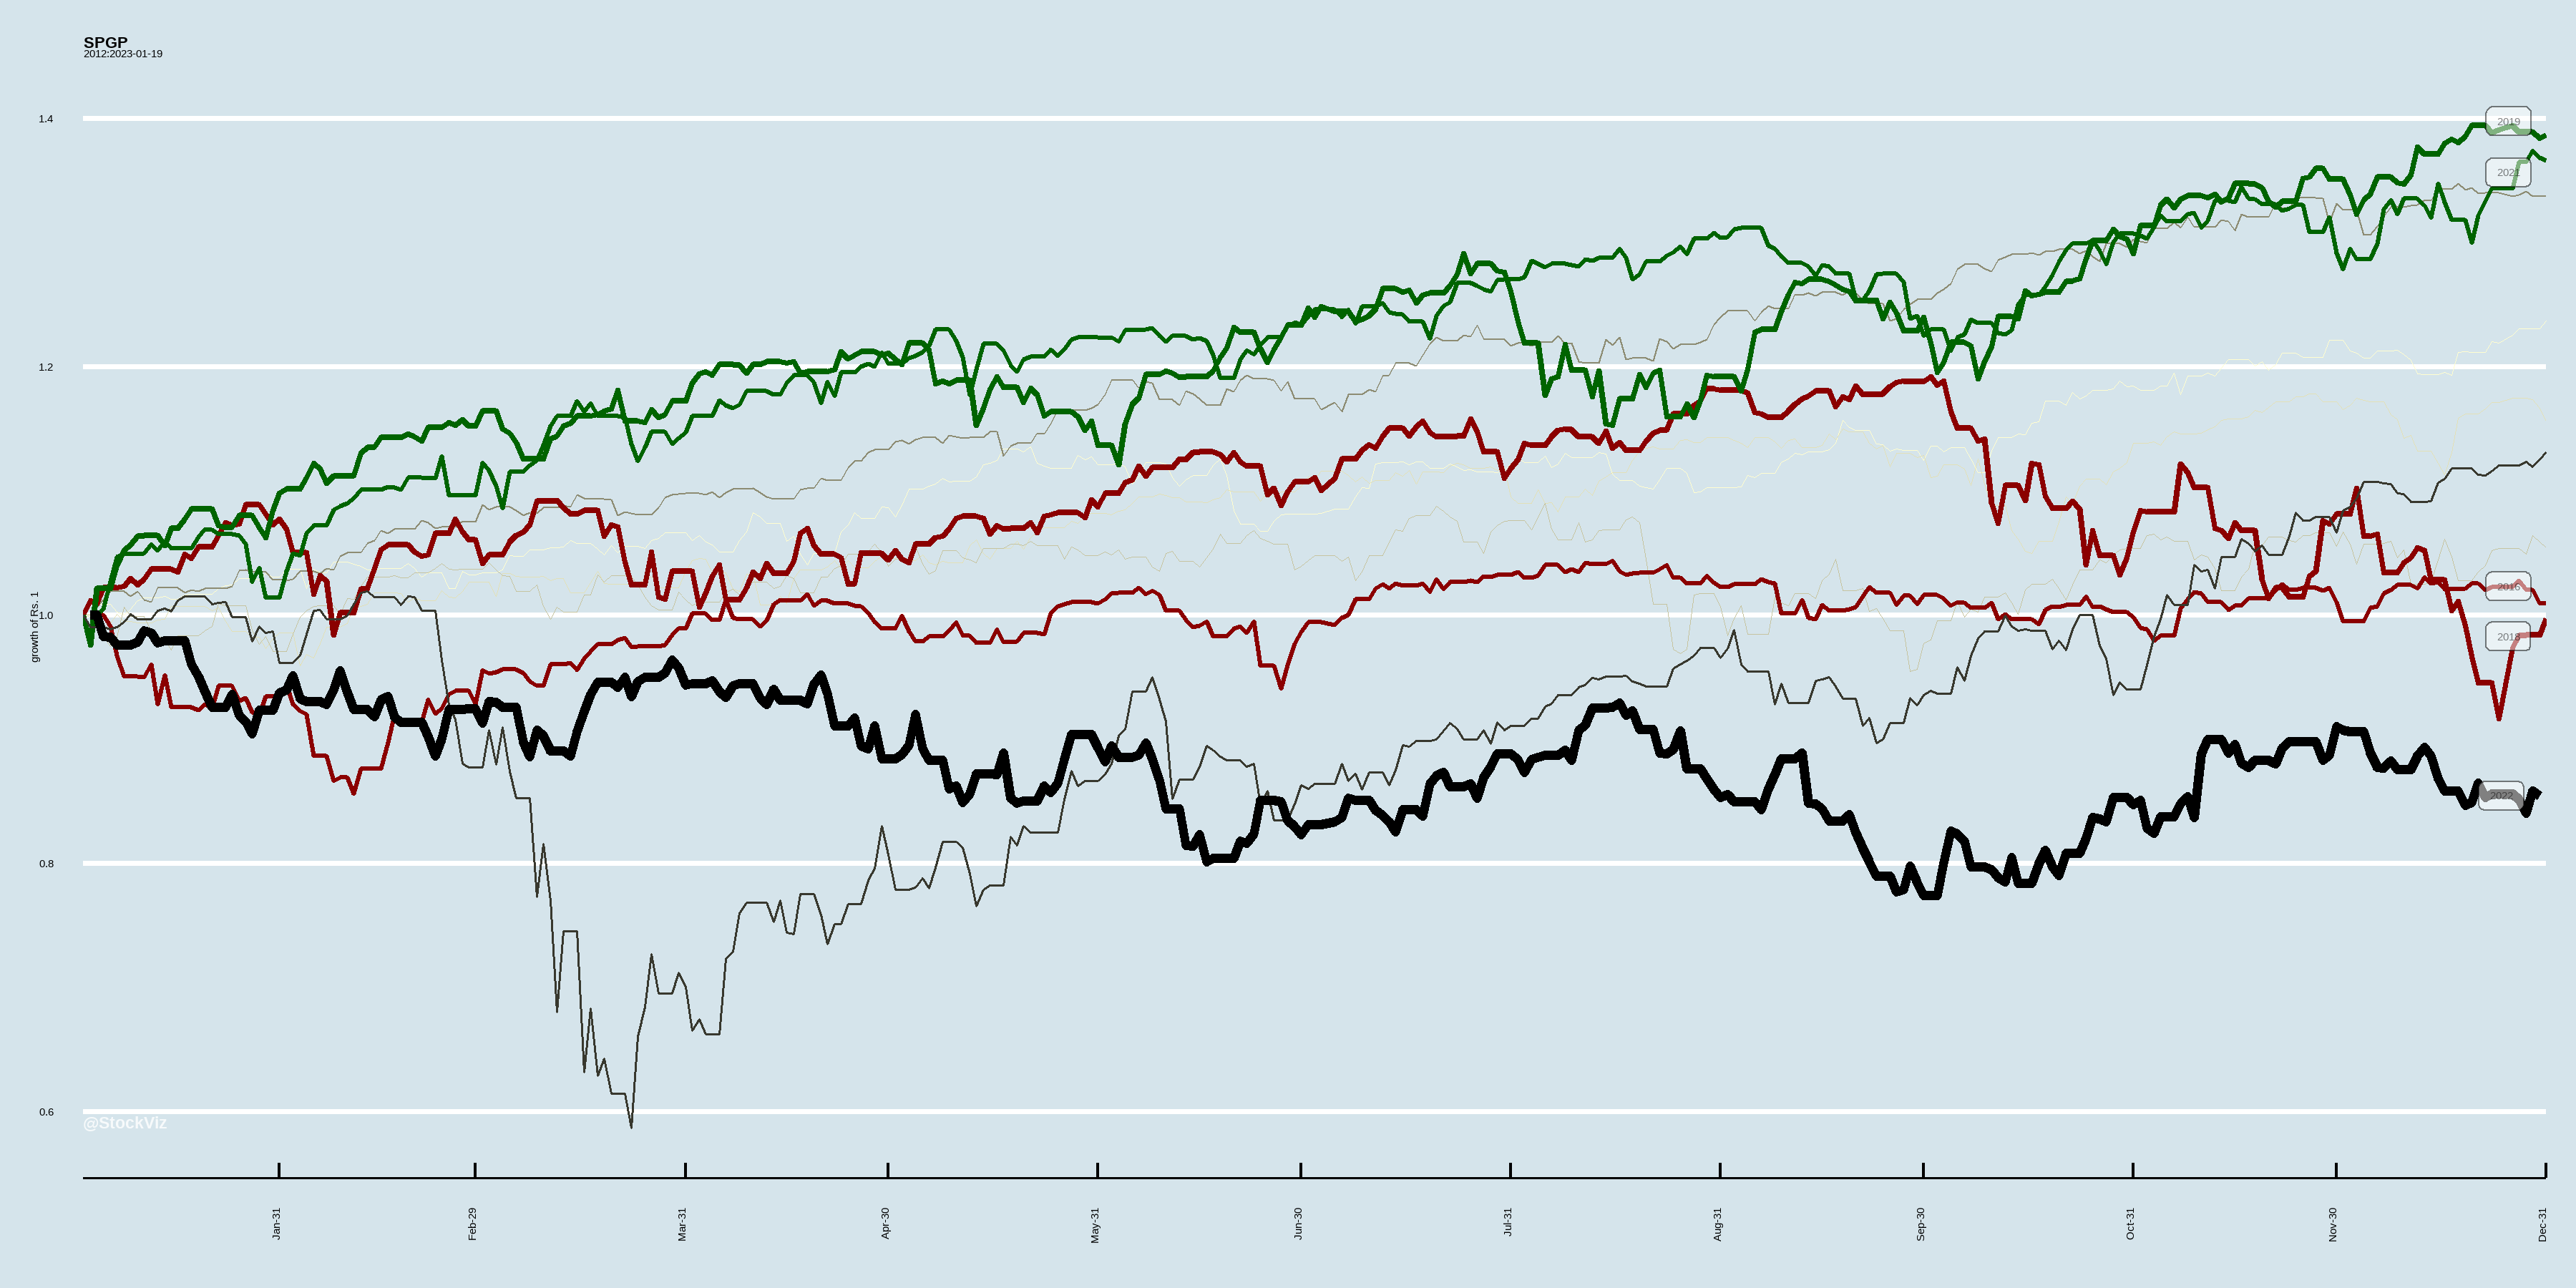 SPGP
2012:2023-01-19
1.4
1.2
1.0
0.8
0.6
growth of Rs. 1
2019
2021
2016
2018
2022
@StockViz
Jan-31
Feb-29
Mar-31
Apr-30
May-31
Jun-30
Jul-31
Aug-31
Sep-30
Oct-31
Nov-30
Dec-31